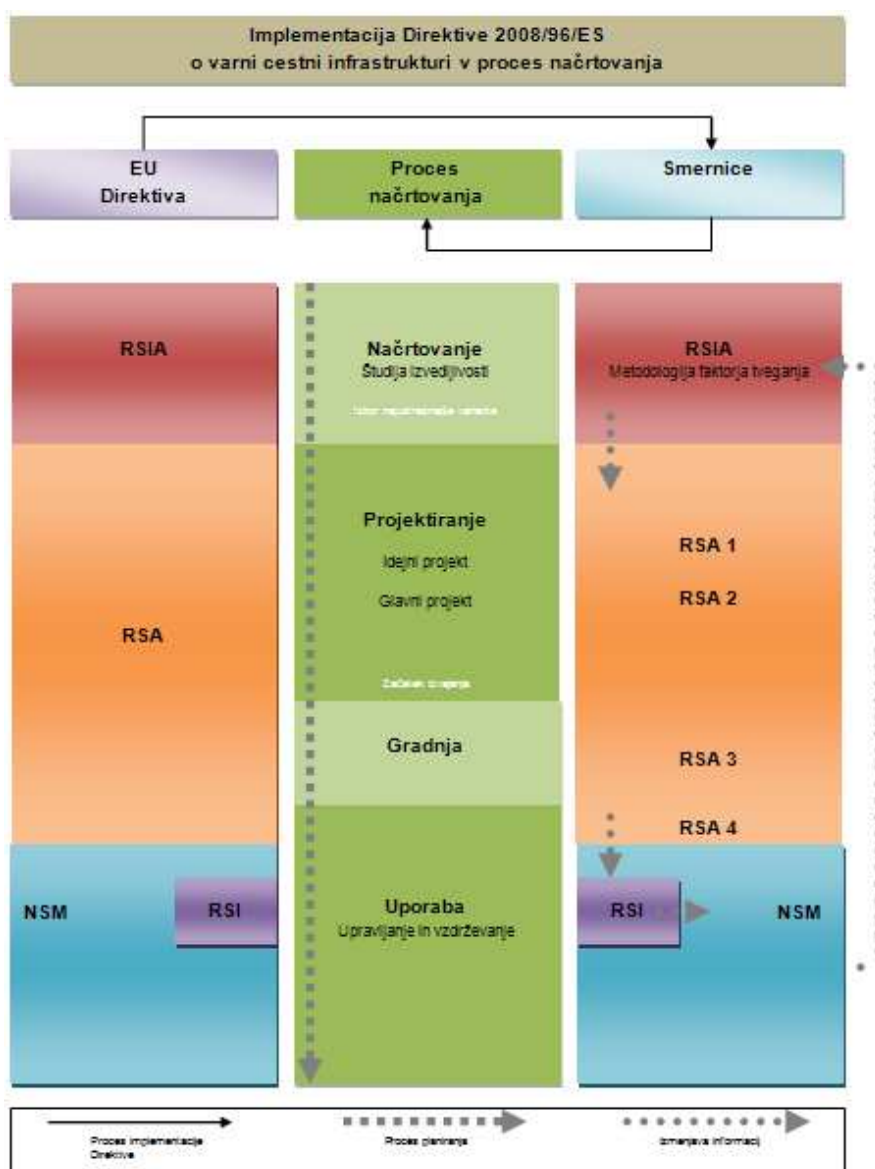 Implementacija Direktive 2008/96/ES
o varni cestni infrastrukturi v proces načrtovanja
EU
Direktiva
Proces
načrtovanja
Smernice
RSIA
Načrtovanje
Študija izvedljivosti
RSIA
Metodologija faktorja tveganja
RSA
Projektiranje
Idejni projekt
Glavni projekt
Gradnja
RSA 1
RSA 2
RSA 3
RSA 4
NSM
RSI
Uporaba
Upravljanje in vzdrževanje
RSI
NSM
Proces implementacije
Direktive
Proces planiranja
Izmenjava informacij